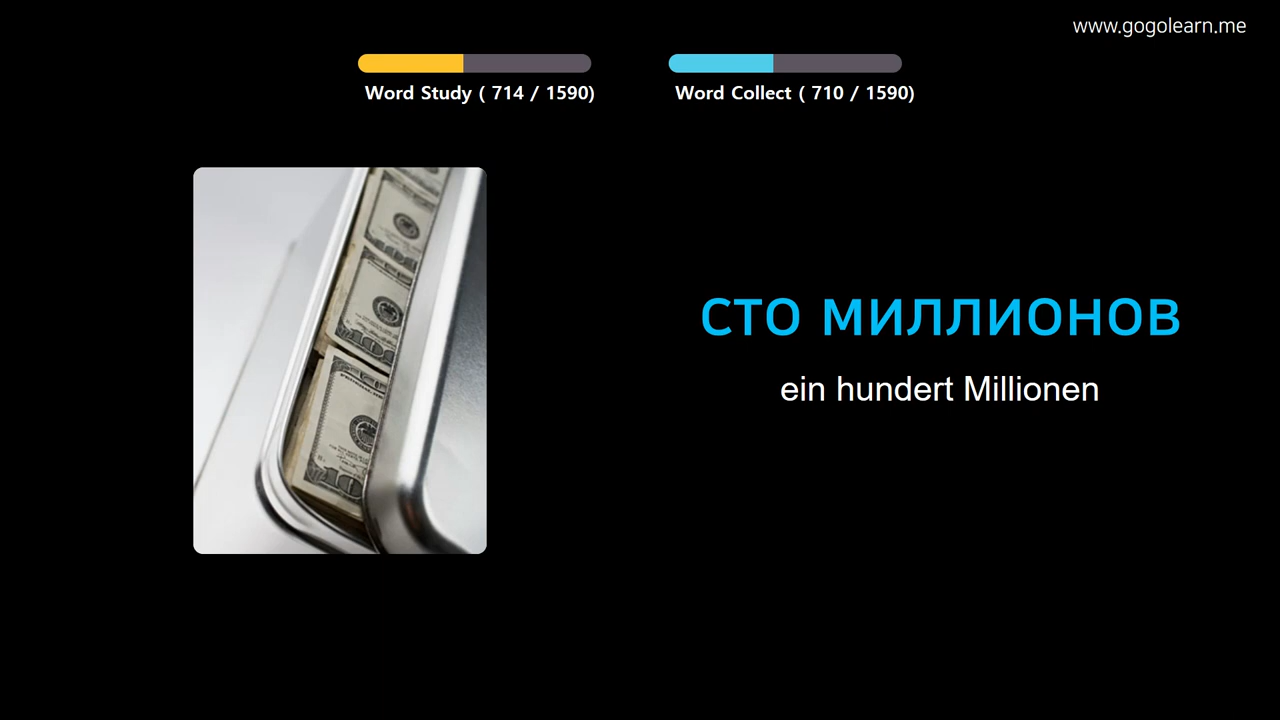 www.gogolearn.me
Word Study ( 714 / 1590)
Word Collect ( 710 / 1590)
сто миллионов
ein hundert Millionen